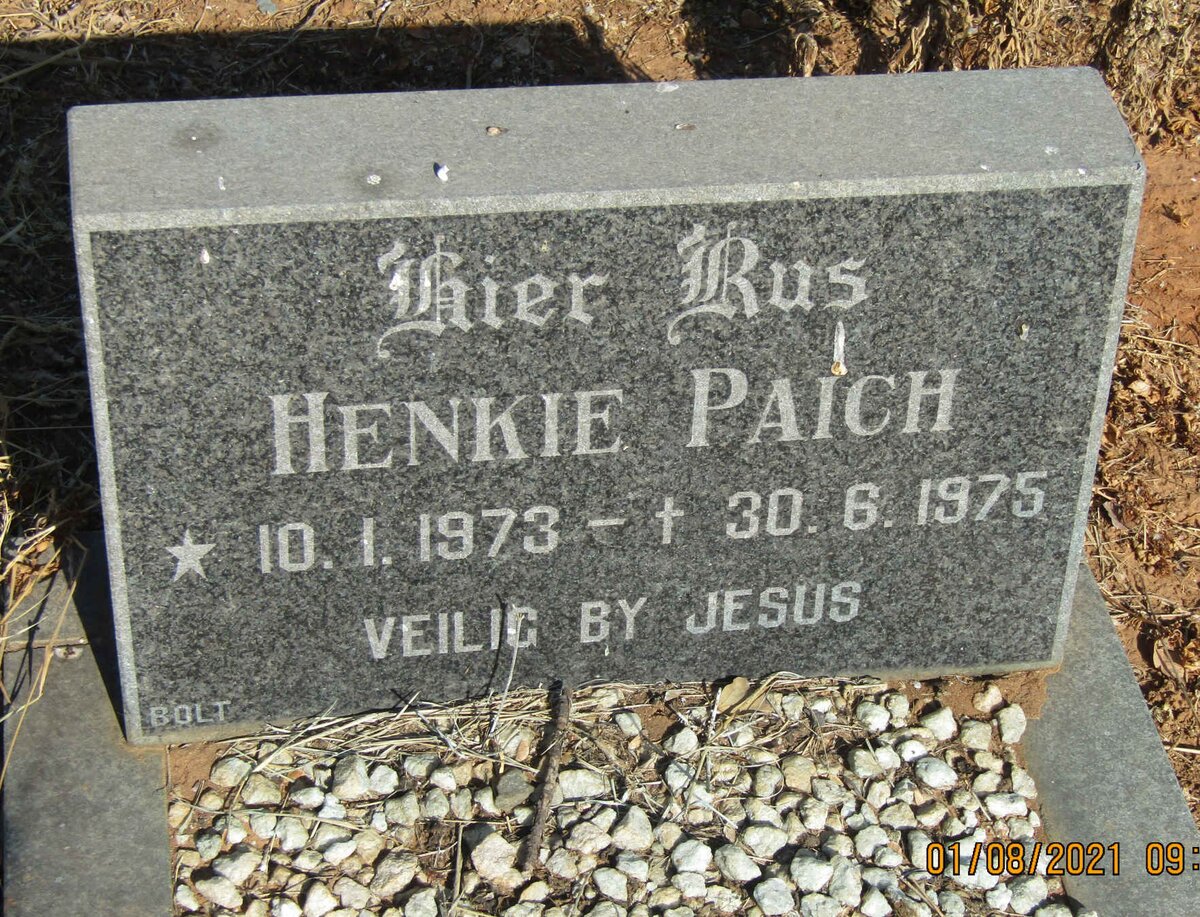 Hier Rus
HENKIE PAICH
★ 10.1.1973 – † 30.6.1975
VEILIG BY JESUS
BOLT
01/08/2021 09: